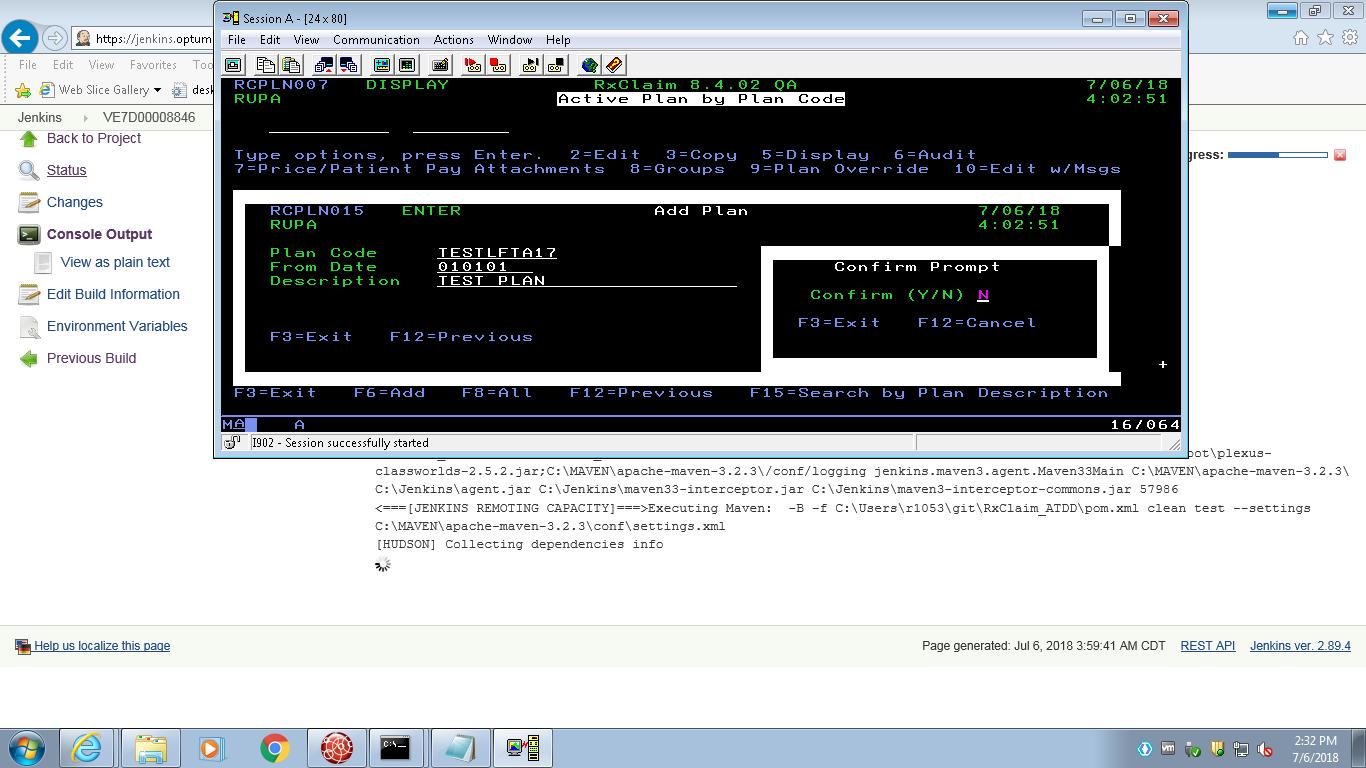 Session A - [24 x 80]
File Edit View Communication Actions Window Help
https://jenkins.optum
File Edit View Favorites Too
Web Slice Gallery desk
Jenkins VE7D00008846
Back to Project
Status
Changes
Console Output
View as plain text
Edit Build Information
Environment Variables
Previous Build
gress:
RCPLN007 DISPLAY RxClaim 8.4.02 QA 7/06/18
RUPA Active Plan by Plan Code 4:02:51
Type options, press Enter. 2=Edit 3=Copy 5=Display 6=Audit
7=Price/Patient Pay Attachments 8=Groups 9=Plan Override 10=Edit w/Msgs
RCPLN015 ENTER Add Plan 7/06/18
RUPA 4:02:51
Plan Code TESTLFTA17
From Date 010101
Description TEST PLAN
F3=Exit F12=Previous
Confirm Prompt
Confirm (Y/N) N
F3=Exit F12=Cancel
+
F3=Exit F6=Add F8=All F12=Previous F15=Search by Plan Description
MA A 16/064
I902 - Session successfully started
oot\plexus-
classworlds-2.5.2.jar;C:\MAVEN\apache-maven-3.2.3\/conf/logging jenkins.maven3.agent.Maven33Main C:\MAVEN\apache-maven-3.2.3\
C:\Jenkins\agent.jar C:\Jenkins\maven33-interceptor.jar C:\Jenkins\maven3-interceptor-commons.jar 57986
<===[JENKINS REMOTING CAPACITY]===>Executing Maven: -B -f C:\Users\r1053\git\RxClaim_ATDD\pom.xml clean test --settings
C:\MAVEN\apache-maven-3.2.3\conf\settings.xml
[HUDSON] Collecting dependencies info
Help us localize this page Page generated: Jul 6, 2018 3:59:41 AM CDT REST API Jenkins ver. 2.89.4
2:32 PM
7/6/2018